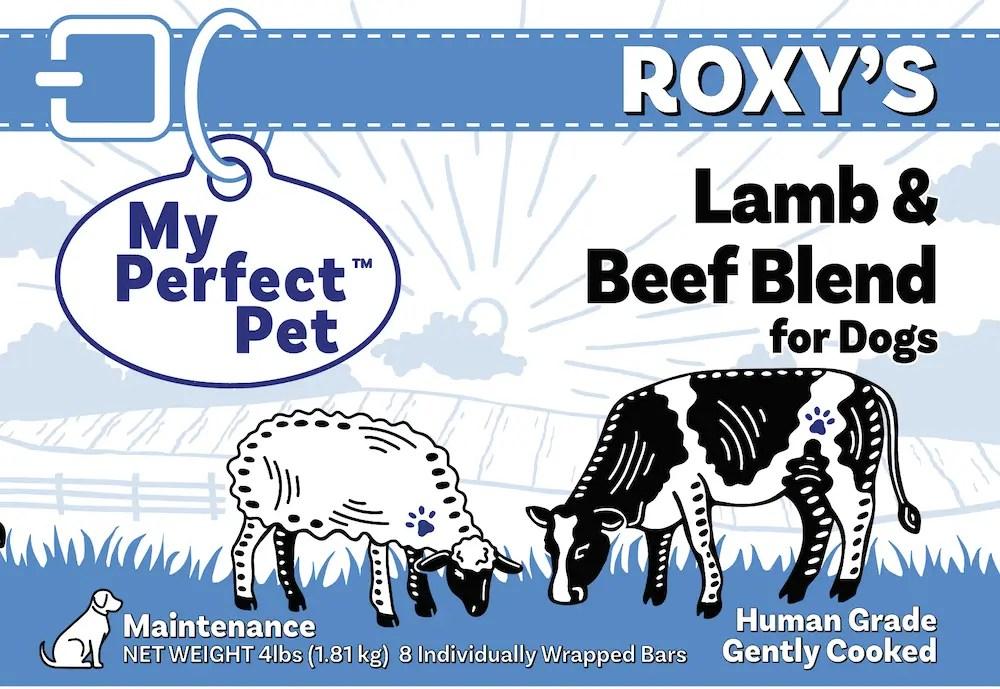 ROXY'S
My
Perfect™
Pet
Lamb &
Beef Blend
for Dogs
Maintenance
NET WEIGHT 4lbs (1.81 kg) 8 Individually Wrapped Bars
Human Grade
Gently Cooked